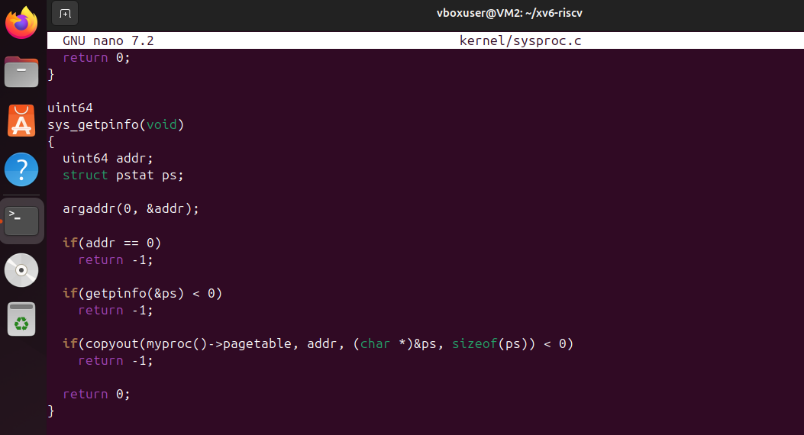 vboxuser@VM2: ~/xv6-riscv
GNU nano 7.2 kernel/sysproc.c
  return 0;
}

uint64
sys_getpinfo(void)
{
  uint64 addr;
  struct pstat ps;

  argaddr(0, &addr);

  if(addr == 0)
    return -1;

  if(getpinfo(&ps) < 0)
    return -1;

  if(copyout(myproc()->pagetable, addr, (char *)&ps, sizeof(ps)) < 0)
    return -1;

  return 0;
}